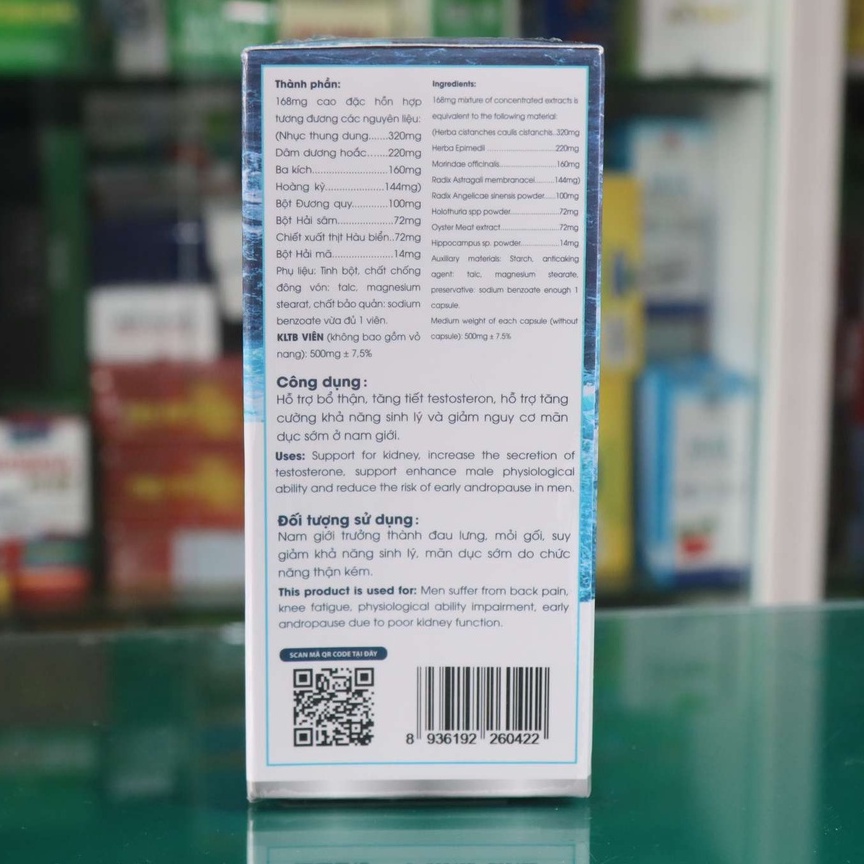 Thành phần:
168mg cao đặc hỗn hợp
tương đương các nguyên liệu:
(Nhục thung dung.......320mg
Dâm dương hoắc......220mg
Ba kích.....................160mg
Hoàng kỳ...................144mg)
Bột Đương quy..........100mg
Bột Hải sâm.................72mg
Chiết xuất thịt Hàu biển..72mg
Bột Hải mã...................14mg
Phụ liệu: Tinh bột, chất chống
đông vón: talc, magnesium
stearat, chất bảo quản: sodium
benzoate vừa đủ 1 viên.
KLTB VIÊN (không bao gồm vỏ
nang): 500mg ± 7,5%
Ingredients:
168mg mixture of concentrated extracts is
equivalent to the following material:
(Herba cistanches caulis cistanchis..320mg
Herba Epimedii ........................220mg
Morindae officinalis...................160mg
Radix Astragali membranacei......144mg)
Radix Angelicae sinensis powder....100mg
Holothuria spp powder................72mg
Oyster Meat extract.....................72mg
Hippocampus sp. powder............14mg
Auxiliary materials: Starch, anticaking
agent: talc, magnesium stearate,
preservative: sodium benzoate enough 1
capsule.
Medium weight of each capsule (without
capsule): 500mg ± 7.5%
Công dụng:
Hỗ trợ bổ thận, tăng tiết testosteron, hỗ trợ tăng
cường khả năng sinh lý và giảm nguy cơ mãn
dục sớm ở nam giới.
Uses: Support for kidney, increase the secretion of
testosterone, support enhance male physiological
ability and reduce the risk of early andropause in men.
Đối tượng sử dụng:
Nam giới trưởng thành đau lưng, mỏi gối, suy
giảm khả năng sinh lý, mãn dục sớm do chức
năng thận kém.
This product is used for: Men suffer from back pain,
knee fatigue, physiological ability impairment, early
andropause due to poor kidney function.
SCAN MÃ QR CODE TẠI ĐÂY
8 936192 260422